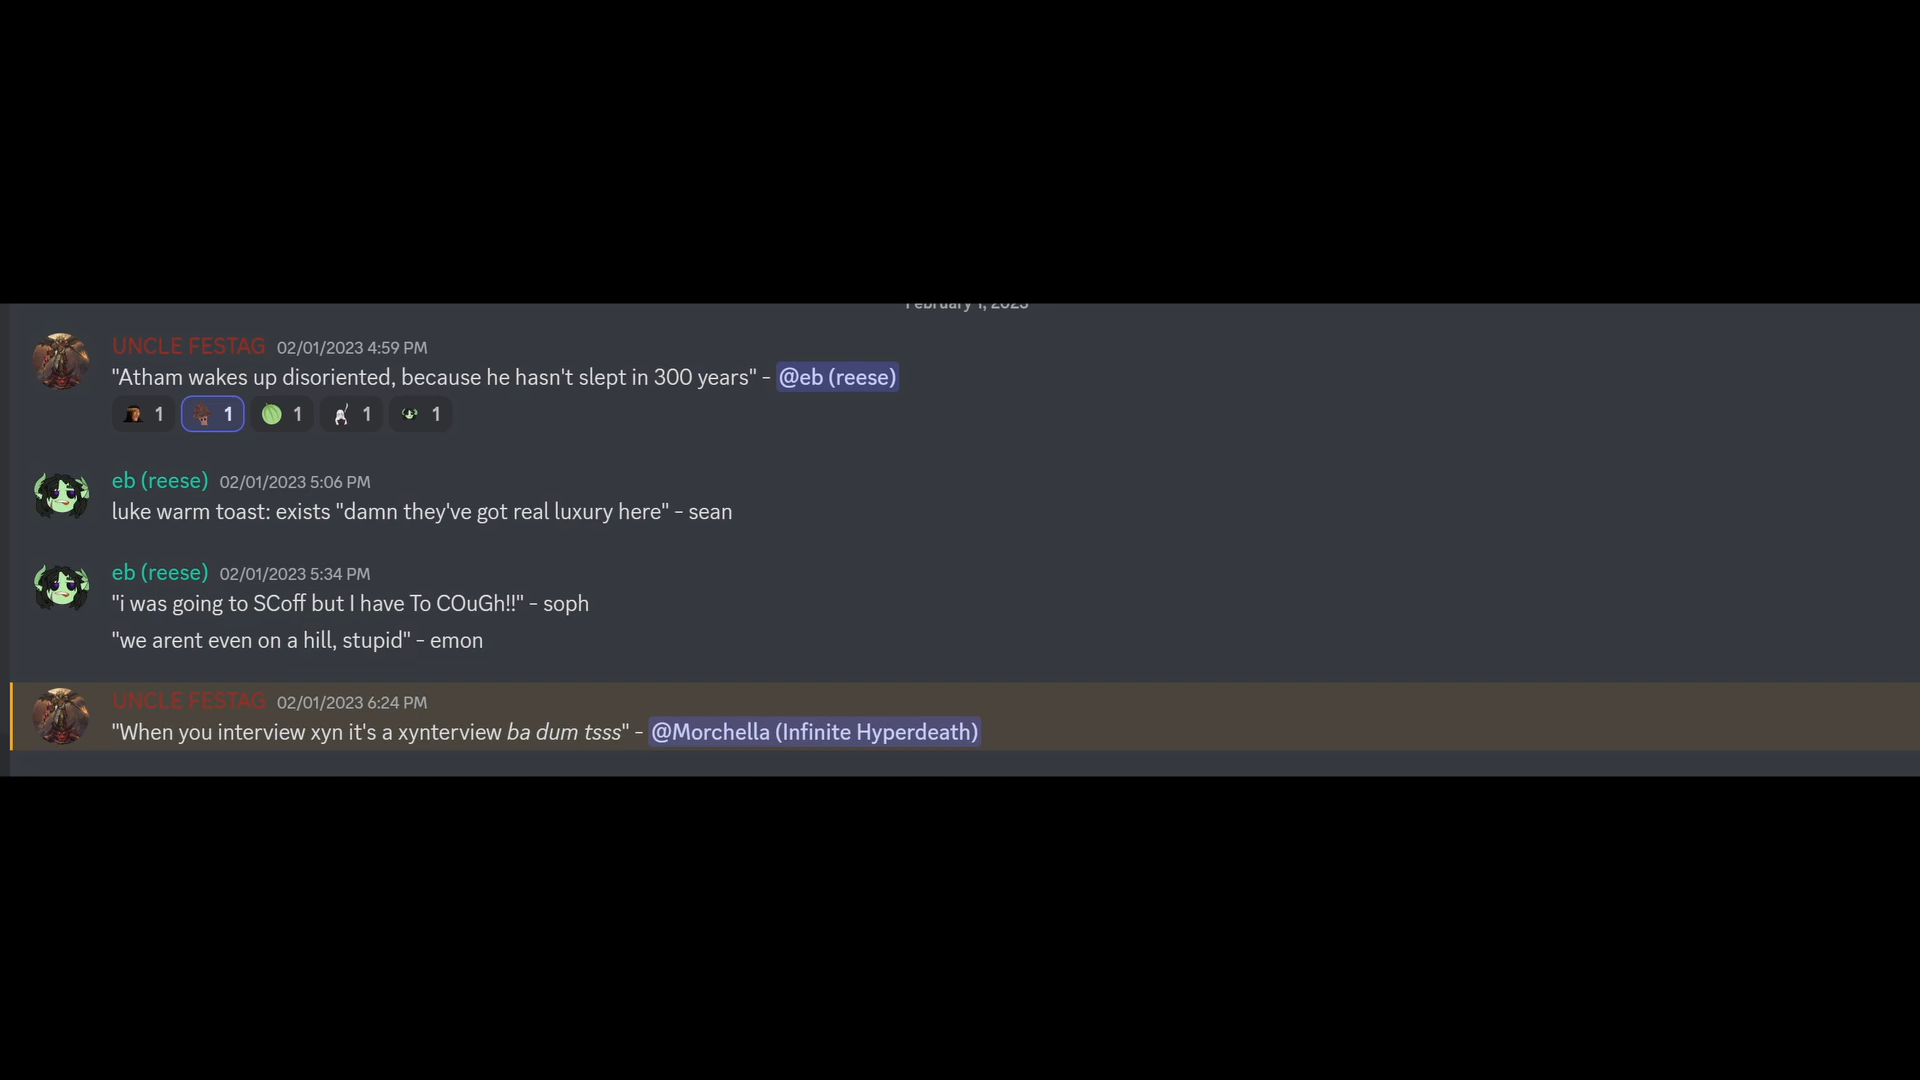 February 1, 2023
UNCLE FESTAG 02/01/2023 4:59 PM
"Atham wakes up disoriented, because he hasn't slept in 300 years" - @eb (reese)
1 1 1 1 1
eb (reese) 02/01/2023 5:06 PM
luke warm toast: exists "damn they've got real luxury here" - sean
eb (reese) 02/01/2023 5:34 PM
"i was going to SCoff but I have To COuGh!!" - soph
"we arent even on a hill, stupid" - emon
UNCLE FESTAG 02/01/2023 6:24 PM
"When you interview xyn it's a xynterview ba dum tsss" - @Morchella (Infinite Hyperdeath)